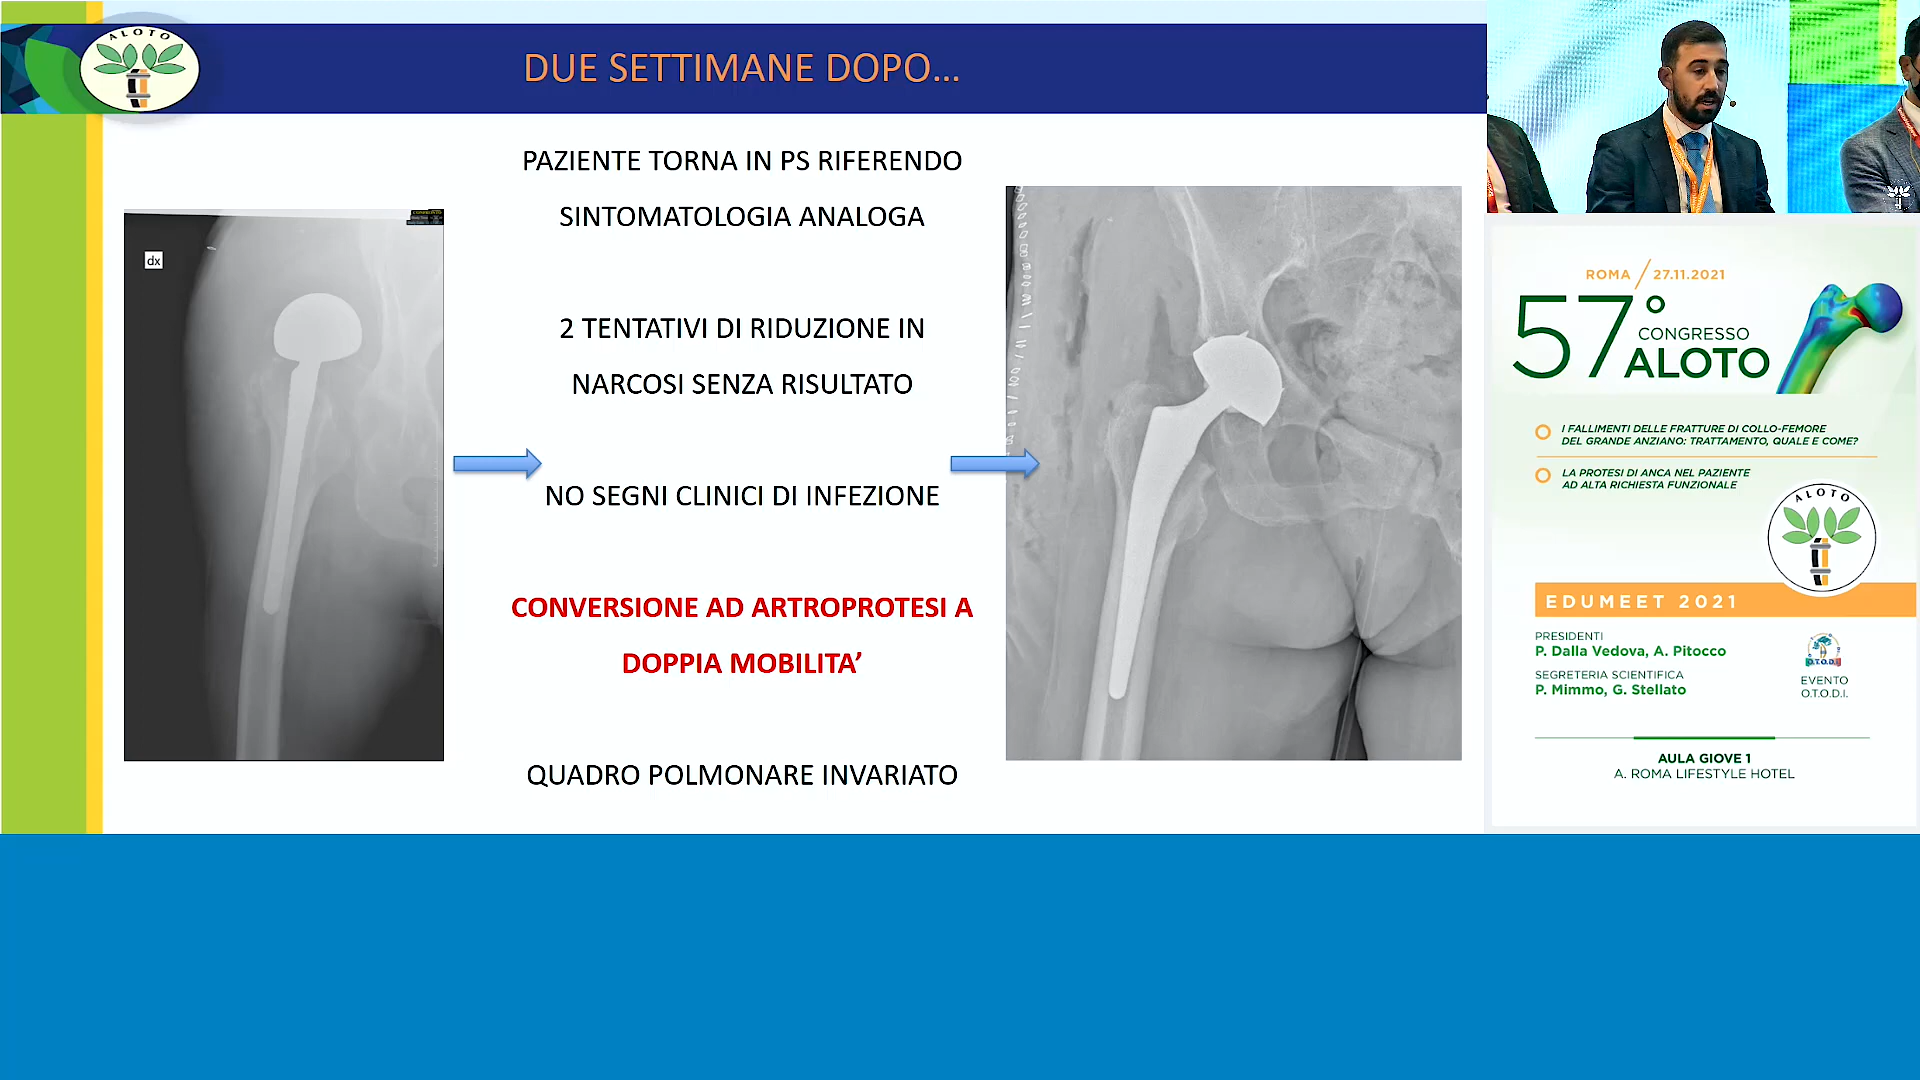 ALOTO
DUE SETTIMANE DOPO...
PAZIENTE TORNA IN PS RIFERENDO
SINTOMATOLOGIA ANALOGA
2 TENTATIVI DI RIDUZIONE IN
NARCOSI SENZA RISULTATO
NO SEGNI CLINICI DI INFEZIONE
CONVERSIONE AD ARTROPROTESI A
DOPPIA MOBILITA’
QUADRO POLMONARE INVARIATO
dx
ROMA / 27.11.2021
57°
CONGRESSO
ALOTO
I FALLIMENTI DELLE FRATTURE DI COLLO-FEMORE
DEL GRANDE ANZIANO: TRATTAMENTO, QUALE E COME?
LA PROTESI DI ANCA NEL PAZIENTE
AD ALTA RICHIESTA FUNZIONALE
ALOTO
EDUMEET 2021
PRESIDENTI
P. Dalla Vedova, A. Pitocco
SEGRETERIA SCIENTIFICA
P. Mimmo, G. Stellato
O.T.O.D.I.
EVENTO
O.T.O.D.I.
AULA GIOVE 1
A. ROMA LIFESTYLE HOTEL